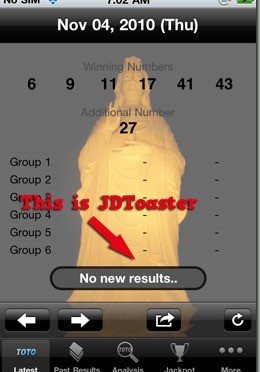 No SIM 7:02 AM
Nov 04, 2010 (Thu)
Winning Numbers
6 9 11 17 41 43
Additional Number
27
Group 1 - -
Group 2 - -
Group 3 - -
This is JDToaster
Group 4 - -
Group 5 - -
Group 6 - -
No new results..
TOTO TOTO
Latest Past Results Analysis Jackpot More